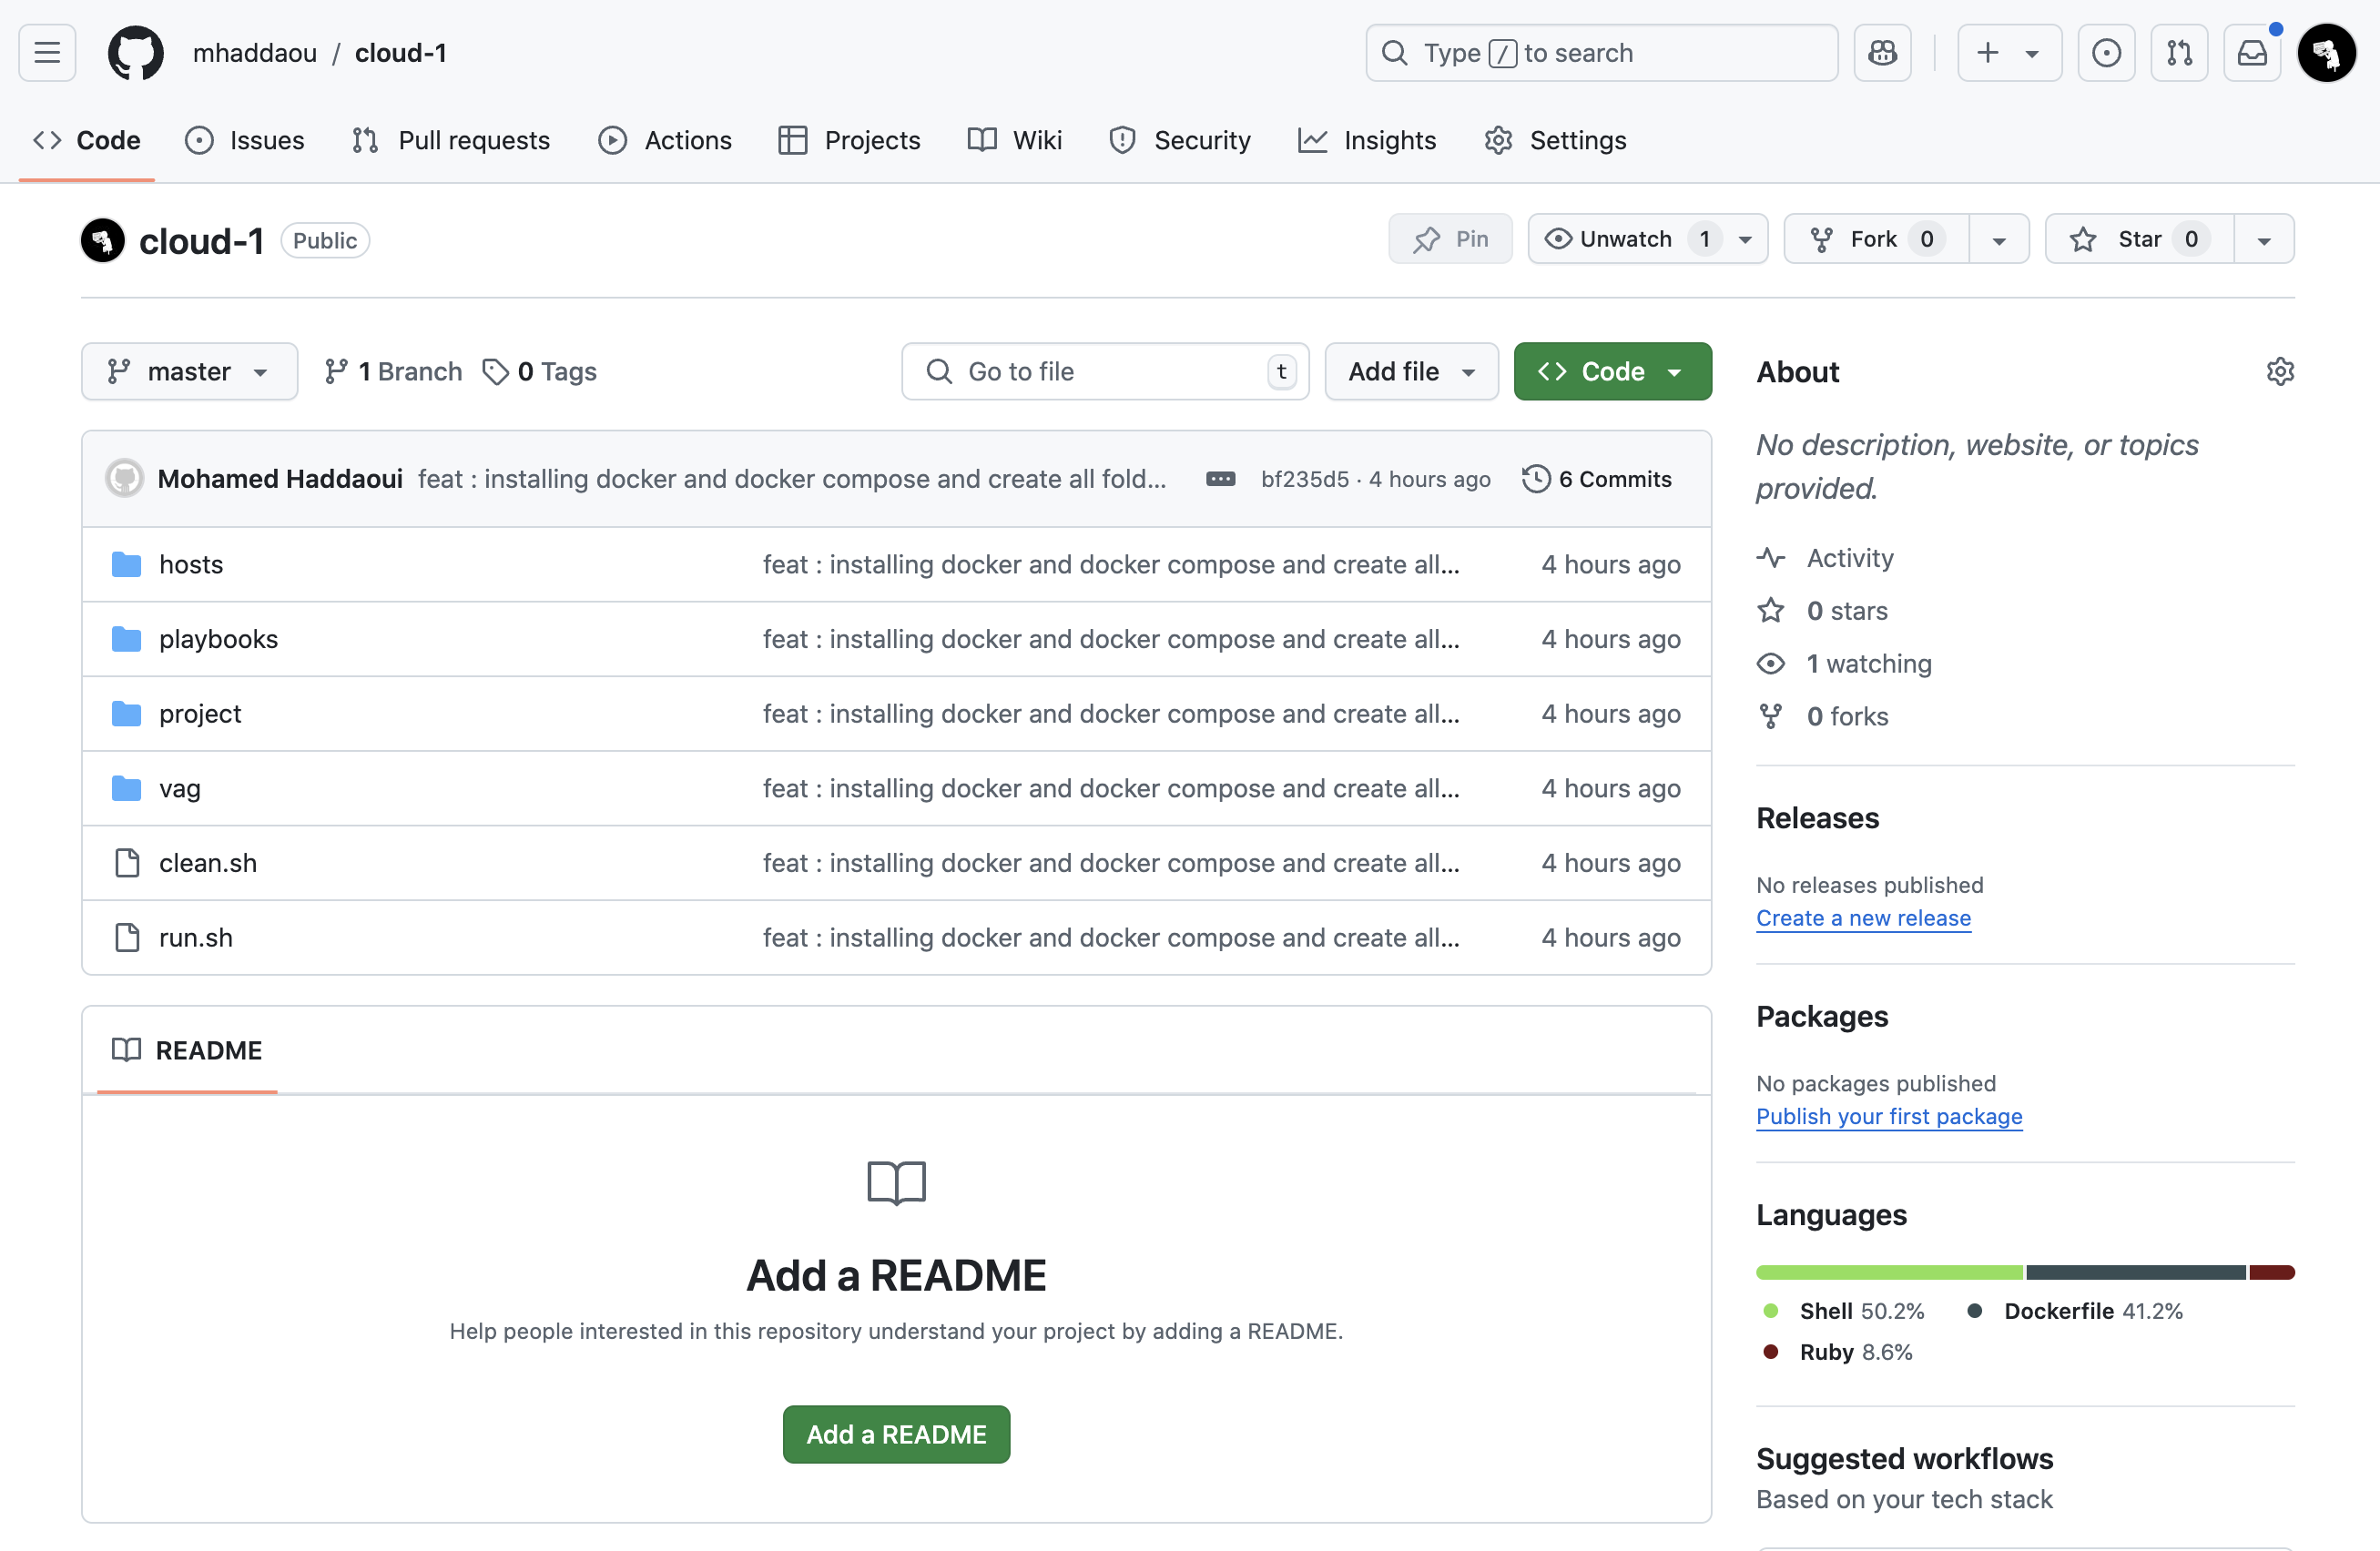 mhaddaou / cloud-1
Type / to search
Code Issues Pull requests Actions Projects Wiki Security Insights Settings
cloud-1 Public
Pin Unwatch 1 Fork 0 Star 0
master 1 Branch 0 Tags
Go to file t Add file Code
Mohamed Haddaoui feat : installing docker and docker compose and create all fold... bf235d5 · 4 hours ago 6 Commits
hosts feat : installing docker and docker compose and create all... 4 hours ago
playbooks feat : installing docker and docker compose and create all... 4 hours ago
project feat : installing docker and docker compose and create all... 4 hours ago
vag feat : installing docker and docker compose and create all... 4 hours ago
clean.sh feat : installing docker and docker compose and create all... 4 hours ago
run.sh feat : installing docker and docker compose and create all... 4 hours ago
README
Add a README
Help people interested in this repository understand your project by adding a README.
Add a README
About
No description, website, or topics
provided.
Activity
0 stars
1 watching
0 forks
Releases
No releases published
Create a new release
Packages
No packages published
Publish your first package
Languages
Shell 50.2% Dockerfile 41.2%
Ruby 8.6%
Suggested workflows
Based on your tech stack